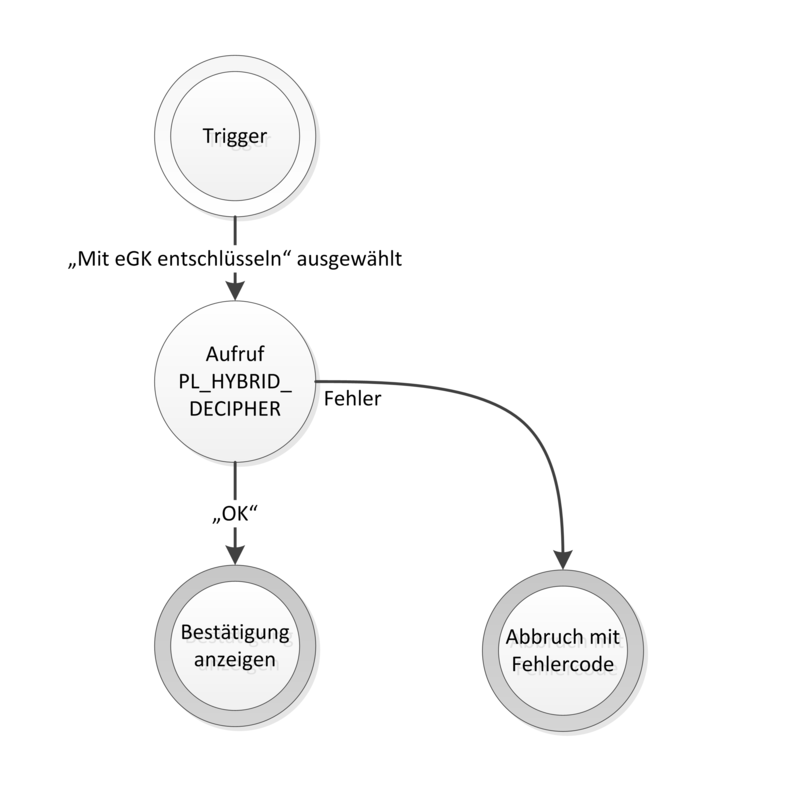 Trigger
„Mit eGK entschlüsseln“ ausgewählt
Aufruf
PL_HYBRID_
DECIPHER
Fehler
„OK“
Bestätigung
anzeigen
Abbruch mit
Fehlercode